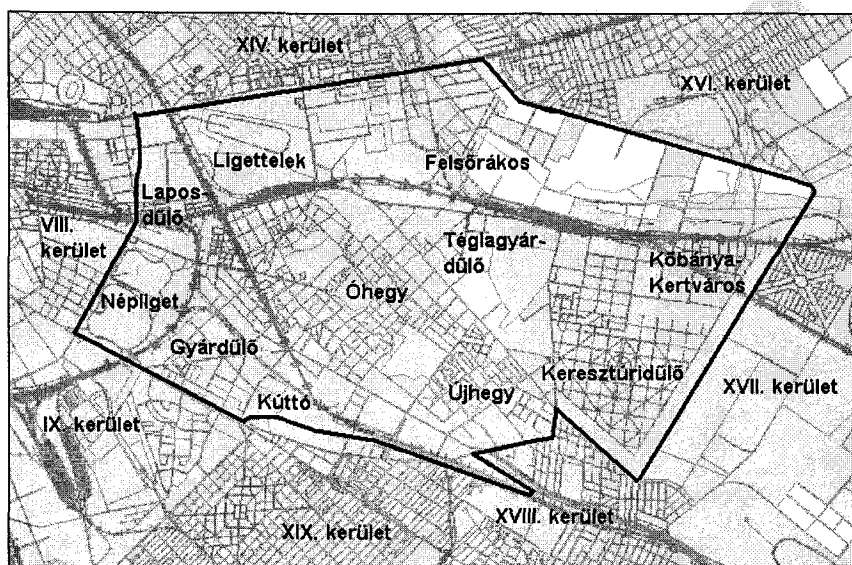 XIV. kerület
XVI. kerület
Ligettelek
Felsőrákos
Lapos-
dűlő
VIII.
kerület
Téglagyár-
dűlő
Kőbánya-
Kertváros
Népliget
Óhegy
Gyárdűlő
Keresztúridűlő
Újhegy
XVII. kerület
Kúttó
IX. kerület
XVIII. kerület
XIX. kerület